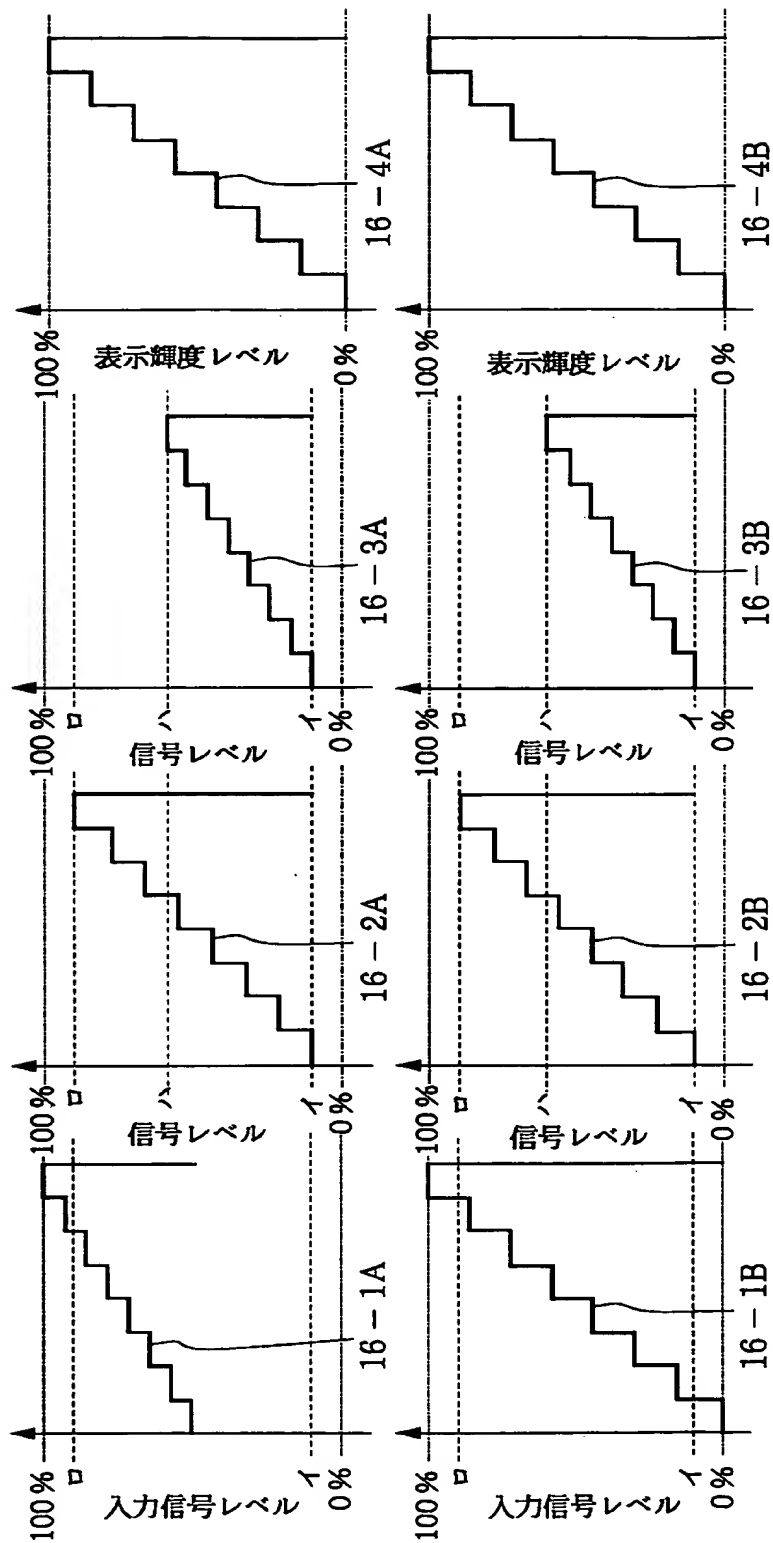 入力信号レベル
100%
ロ
イ
0%
16-1A
信号レベル
100%
ロ
ハ
イ
0%
16-2A
信号レベル
100%
ロ
ハ
イ
0%
16-3A
表示輝度レベル
100%
0%
16-4A
入力信号レベル
100%
ロ
イ
0%
16-1B
信号レベル
100%
ロ
ハ
イ
0%
16-2B
信号レベル
100%
ロ
ハ
イ
0%
16-3B
表示輝度レベル
100%
0%
16-4B